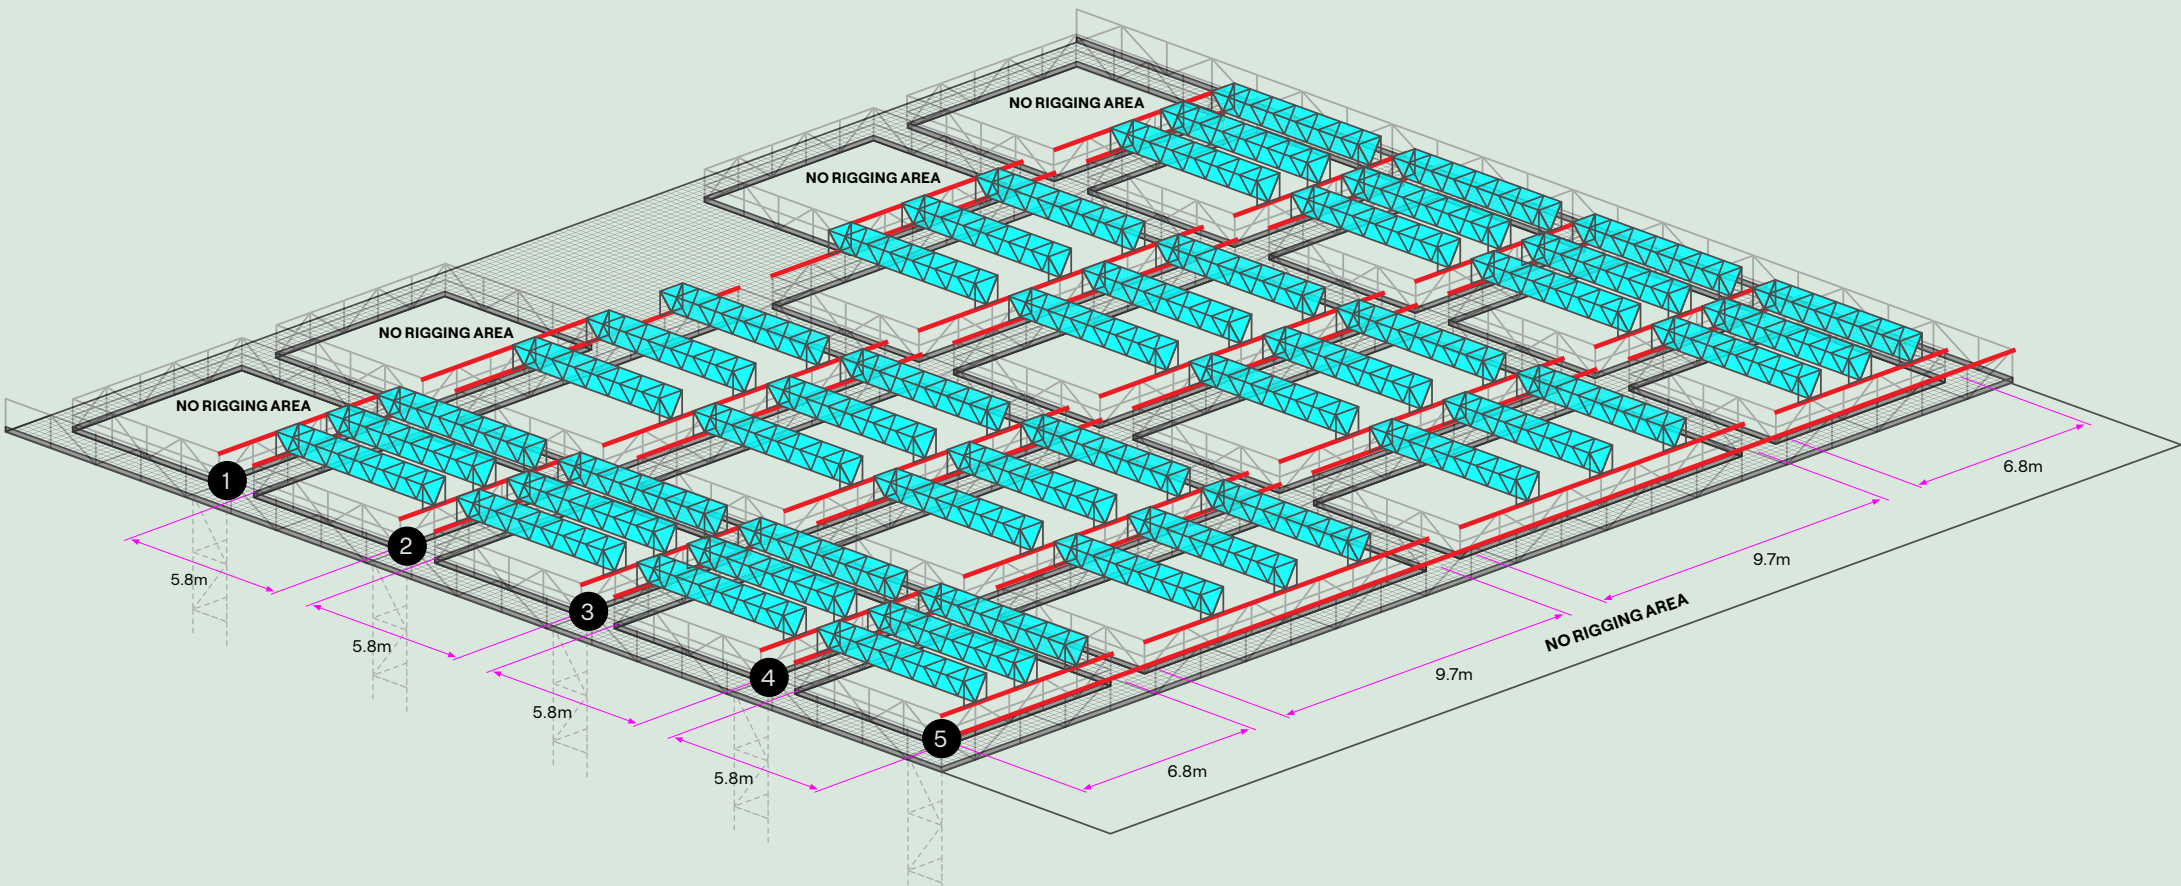 NO RIGGING AREA
NO RIGGING AREA
NO RIGGING AREA
NO RIGGING AREA
1
2
3
4
5
5.8m
5.8m
5.8m
5.8m
6.8m
9.7m
9.7m
6.8m
NO RIGGING AREA